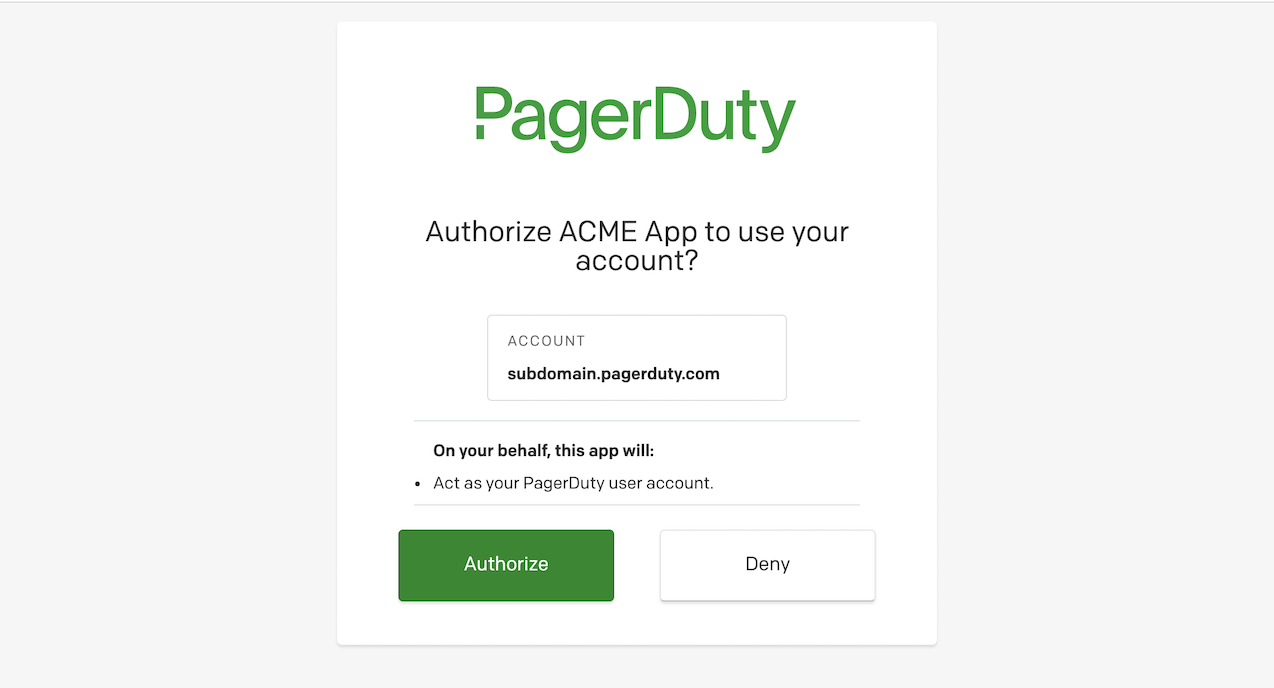 PagerDuty
Authorize ACME App to use your
account?
ACCOUNT
subdomain.pagerduty.com
On your behalf, this app will:
• Act as your PagerDuty user account.
Authorize
Deny